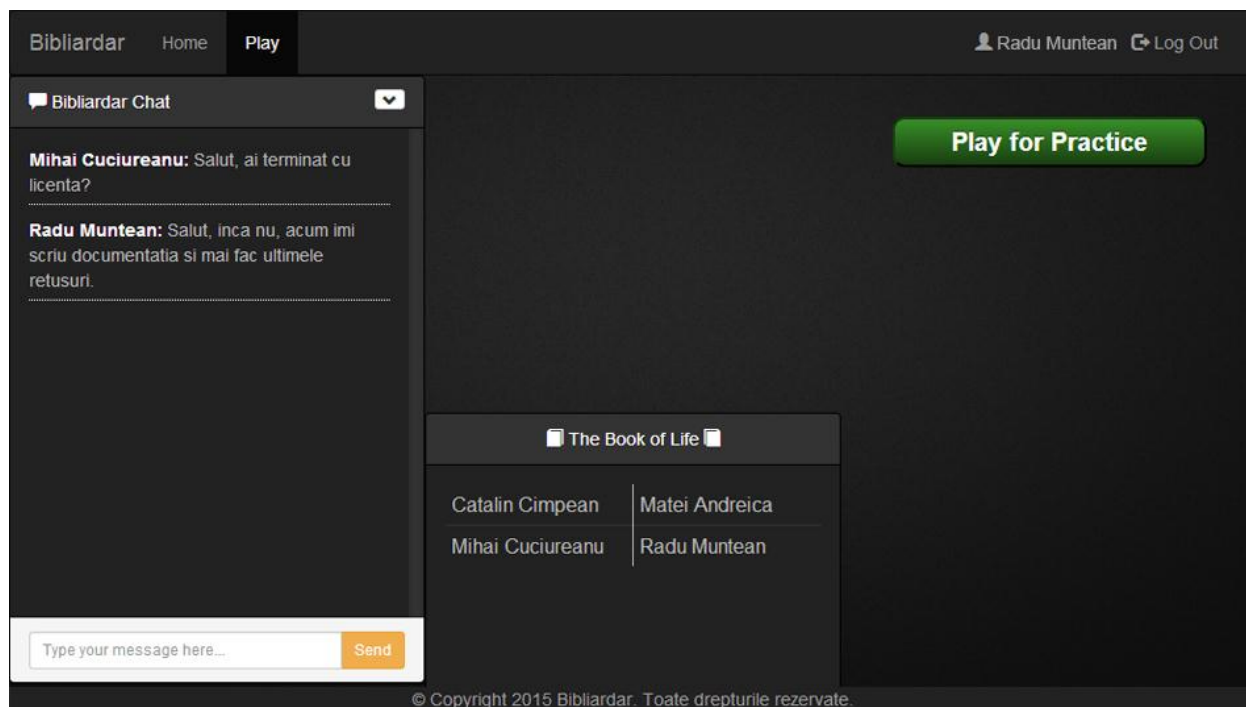 Bibliardar Home Play Radu Muntean Log Out
Bibliardar Chat
Mihai Cuciureanu: Salut, ai terminat cu
licenta?
Radu Muntean: Salut, inca nu, acum imi
scriu documentatia si mai fac ultimele
retusuri.
Type your message here... Send
Play for Practice
The Book of Life
Catalin Cimpean Matei Andreica
Mihai Cuciureanu Radu Muntean
© Copyright 2015 Bibliardar. Toate drepturile rezervate.